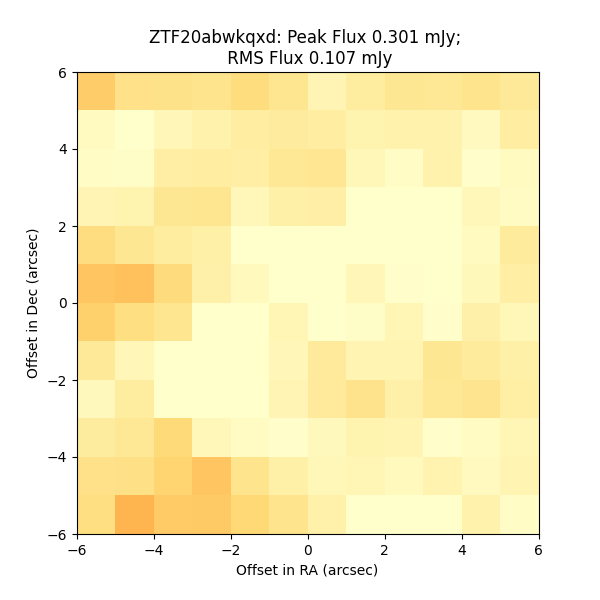 ZTF20abwkqxd: Peak Flux 0.301 mJy;
RMS Flux 0.107 mJy
6
4
2
0
−2
−4
−6
Offset in Dec (arcsec)
−6 −4 −2 0 2 4 6
Offset in RA (arcsec)